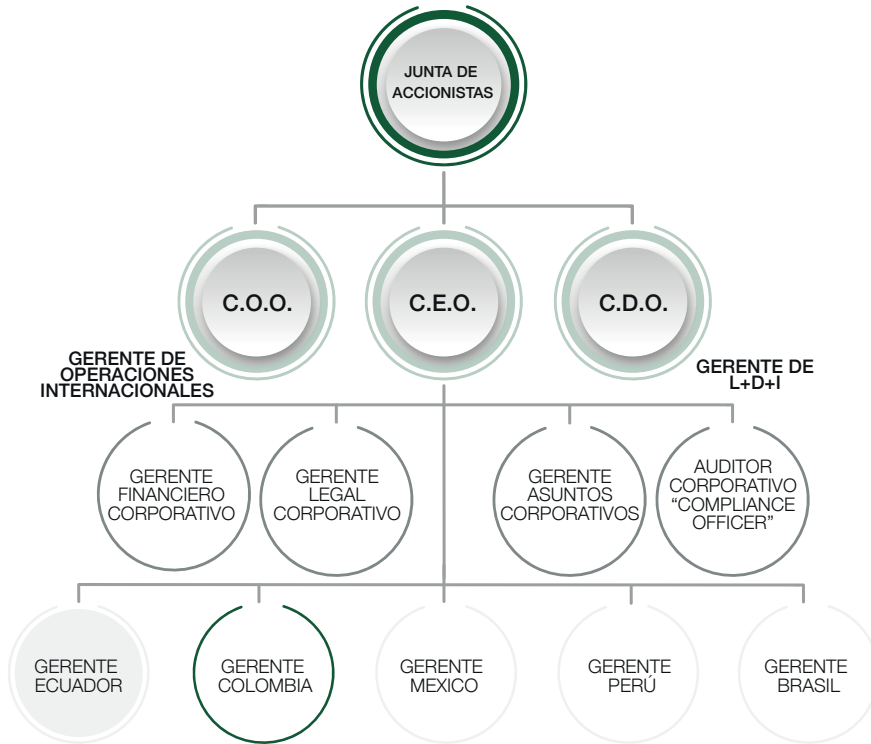 JUNTA DE
ACCIONISTAS
C.O.O.
C.E.O.
C.D.O.
GERENTE DE
OPERACIONES
INTERNACIONALES
GERENTE DE
L+D+I
GERENTE
FINANCIERO
CORPORATIVO
GERENTE
LEGAL
CORPORATIVO
GERENTE
ASUNTOS
CORPORATIVOS
AUDITOR
CORPORATIVO
“COMPLIANCE
OFFICER”
GERENTE
ECUADOR
GERENTE
COLOMBIA
GERENTE
MEXICO
GERENTE
PERÚ
GERENTE
BRASIL